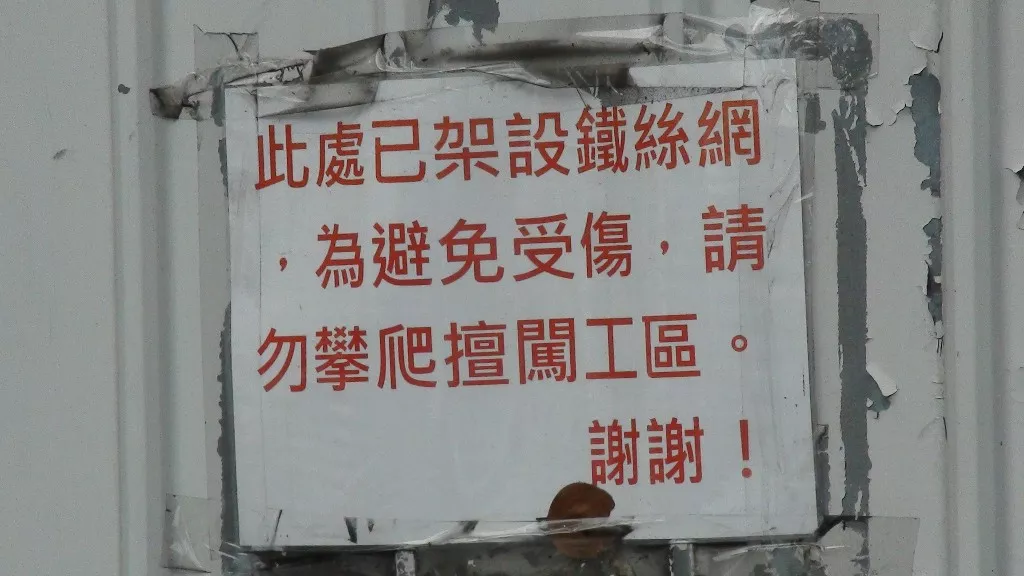 此處已架設鐵絲網
，為避免受傷，請
勿攀爬擅闖工區。
謝謝！